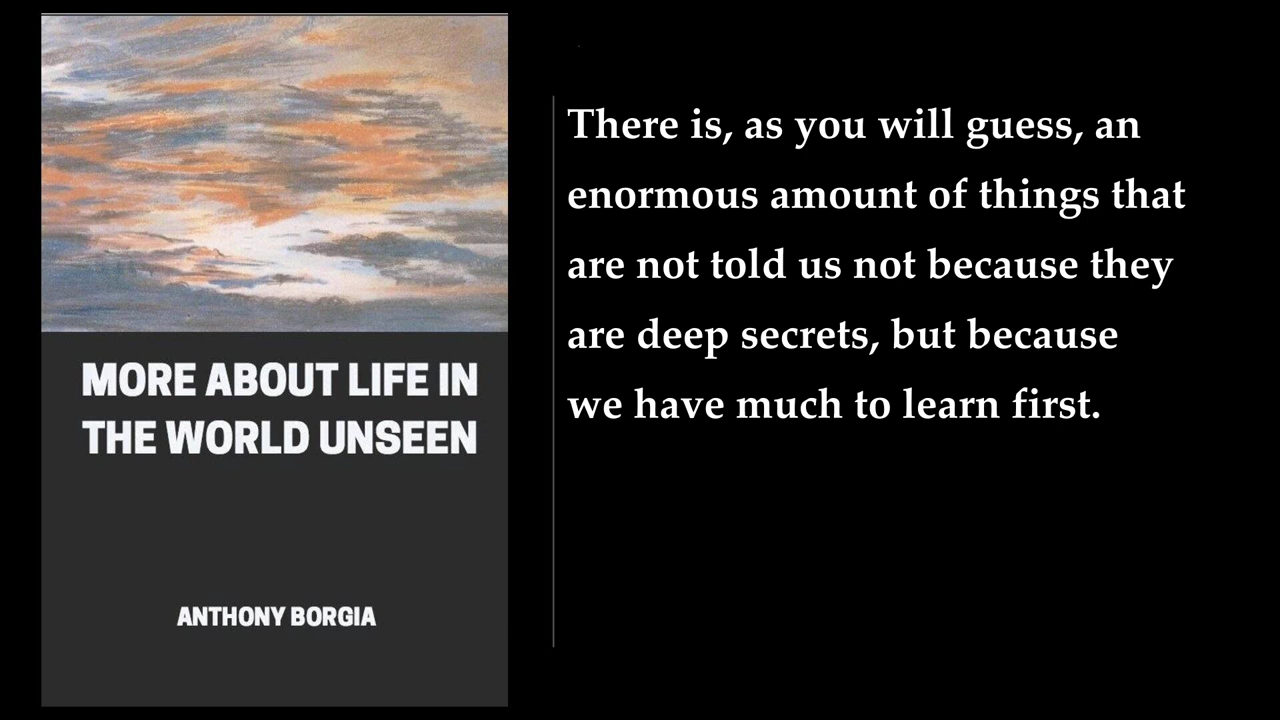 MORE ABOUT LIFE IN
THE WORLD UNSEEN
ANTHONY BORGIA
There is, as you will guess, an
enormous amount of things that
are not told us not because they
are deep secrets, but because
we have much to learn first.